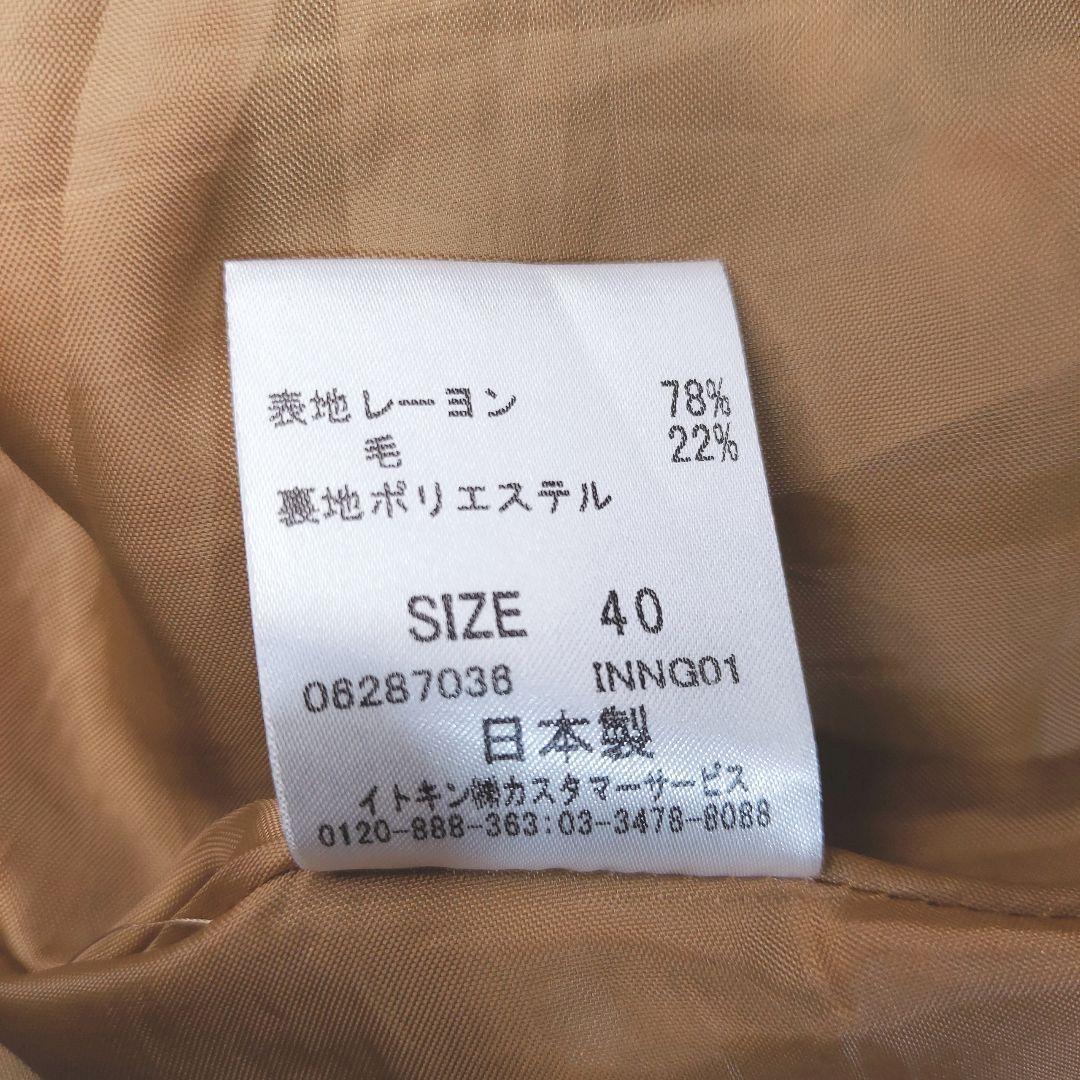 表地レーヨン 78%
毛 22%
裏地ポリエステル
SIZE 40
06287036 INNG01
日本製
イトキン㈱カスタマーサービス
0120-888-363:03-3478-8088